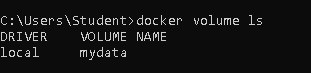 C:\Users\Student>docker volume ls
DRIVER    VOLUME NAME
local     mydata